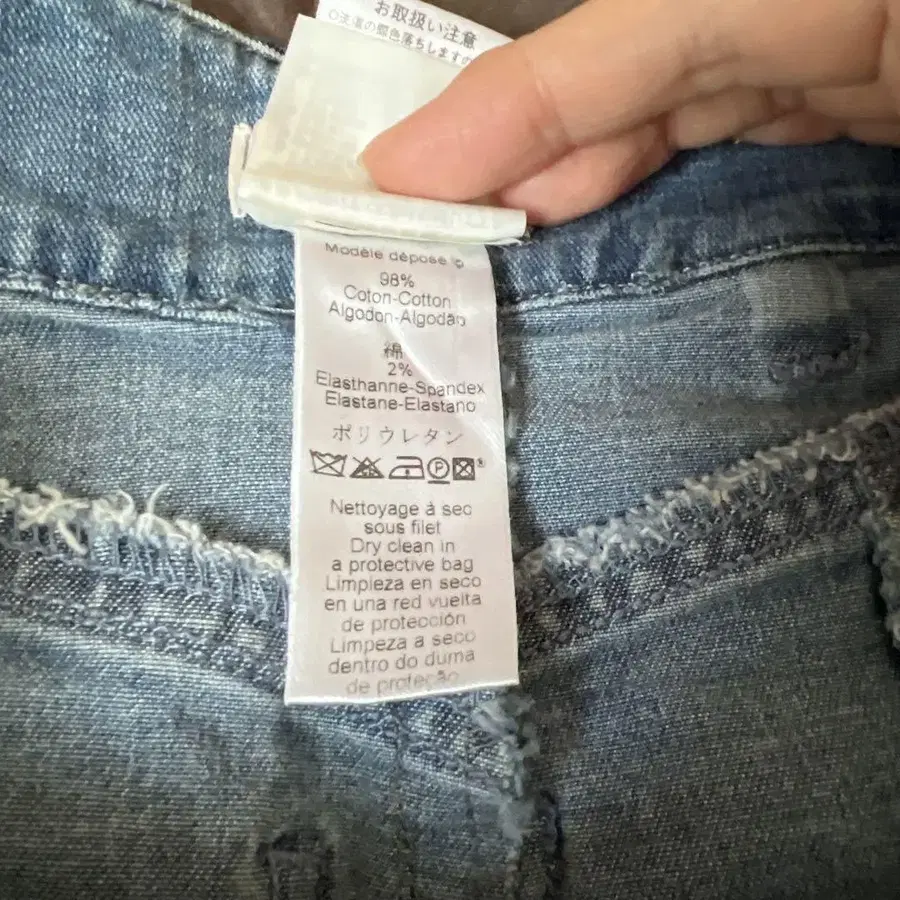 お取扱い注意
Modèle déposé ©
98%
Coton-Cotton
Algodon-Algodão
綿
2%
Elasthanne-Spandex
Elastane-Elastano
ポリウレタン
Nettoyage à sec
sous filet
Dry clean in
a protective bag
Limpieza en seco
en una red vuelta
de protección
Limpeza a seco
dentro do duma
de proteção